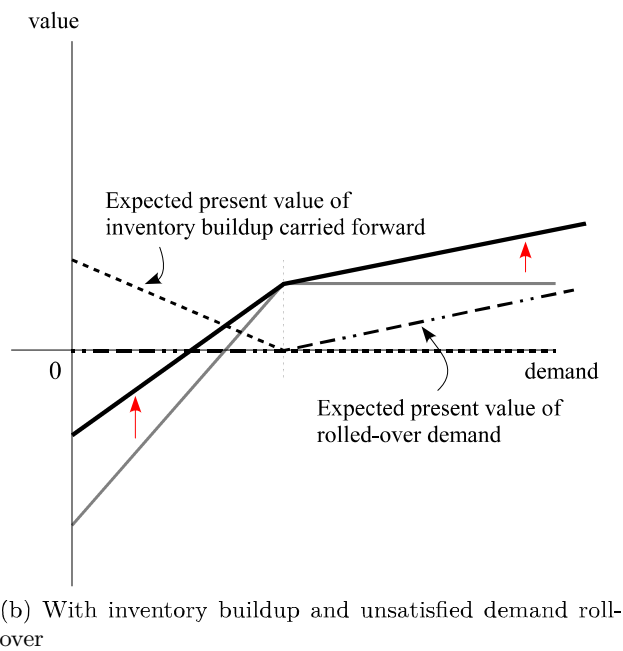 value
Expected present value of
inventory buildup carried forward
0
demand
Expected present value of
rolled-over demand
(b) With inventory buildup and unsatisfied demand roll-
over